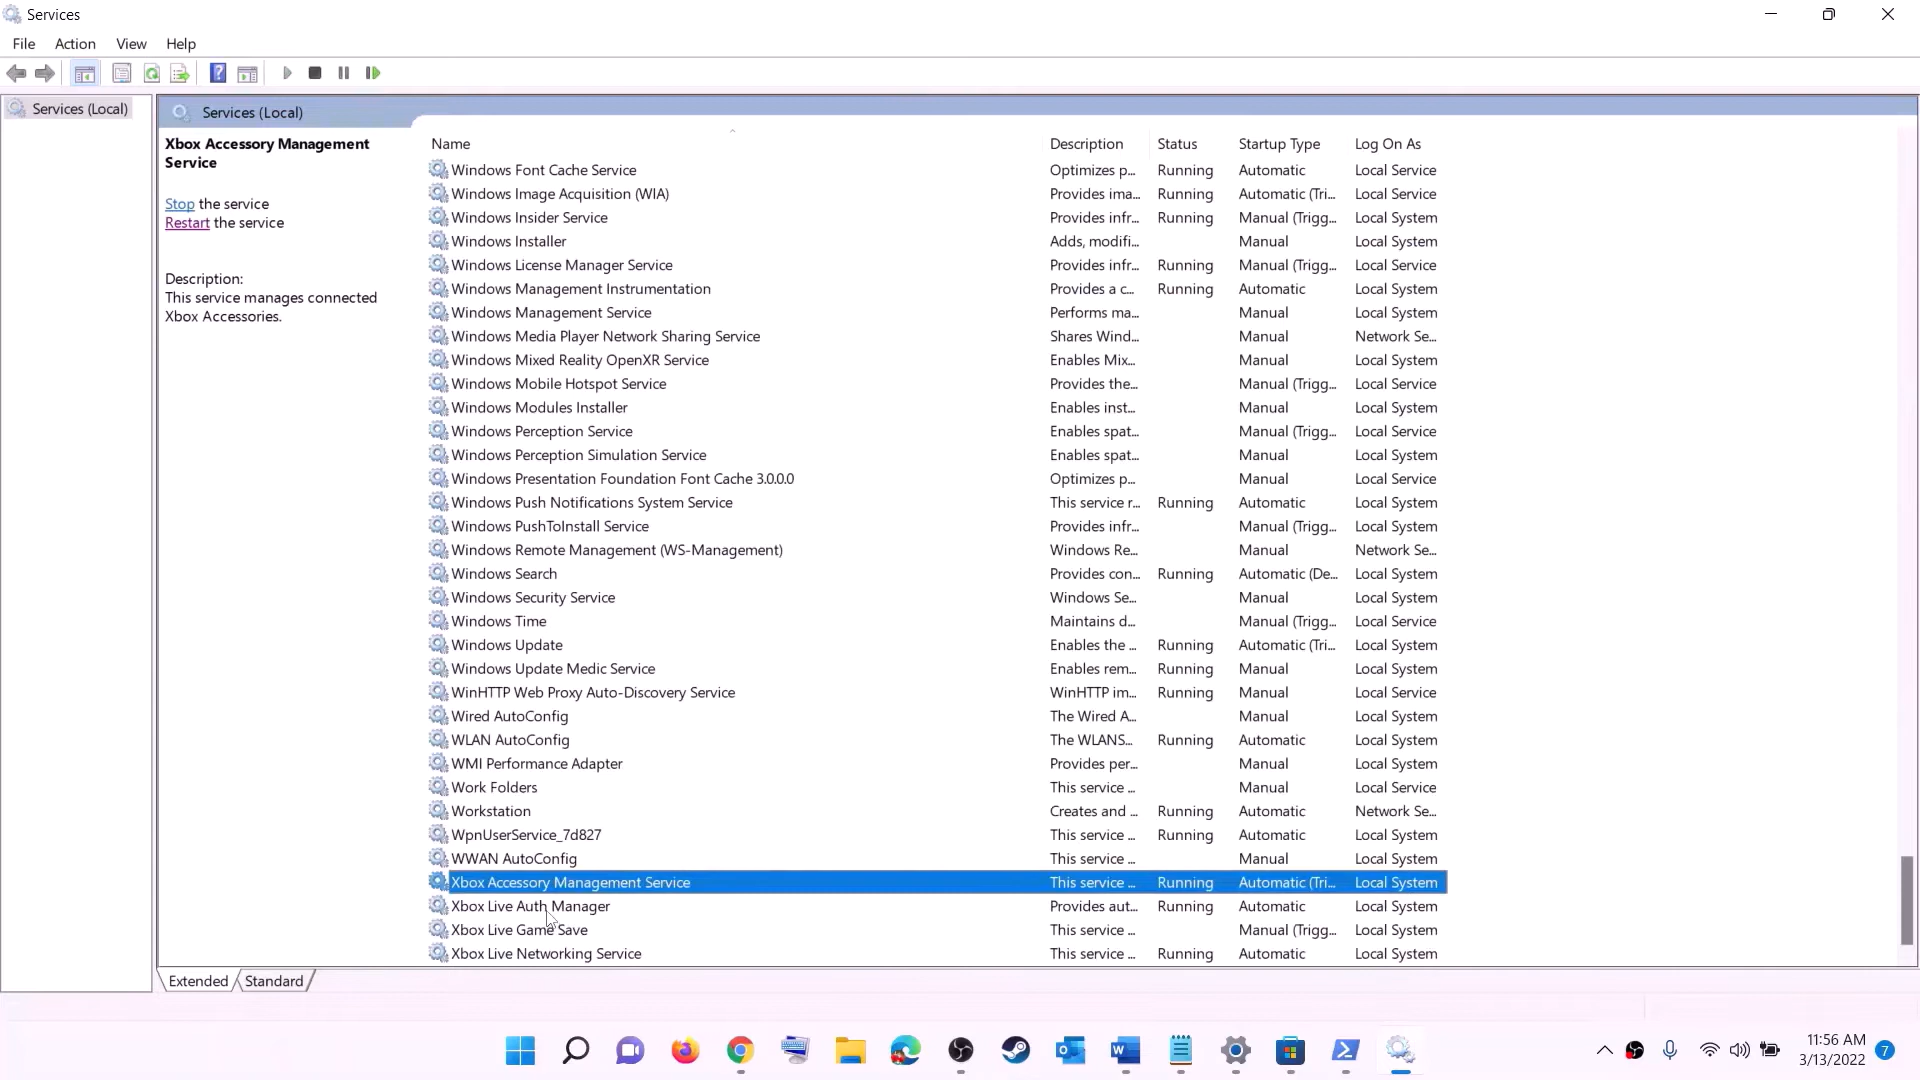 Services
File Action View Help
Services (Local)
Services (Local)
Xbox Accessory Management
Service
Stop the service
Restart the service
Description:
This service manages connected
Xbox Accessories.
Name Description Status Startup Type Log On As
Windows Font Cache Service Optimizes p... Running Automatic Local Service
Windows Image Acquisition (WIA) Provides ima... Running Automatic (Tri... Local Service
Windows Insider Service Provides infr... Running Manual (Trigg... Local System
Windows Installer Adds, modifi... Manual Local System
Windows License Manager Service Provides infr... Running Manual (Trigg... Local Service
Windows Management Instrumentation Provides a c... Running Automatic Local System
Windows Management Service Performs ma... Manual Local System
Windows Media Player Network Sharing Service Shares Wind... Manual Network Se...
Windows Mixed Reality OpenXR Service Enables Mix... Manual Local System
Windows Mobile Hotspot Service Provides the... Manual (Trigg... Local Service
Windows Modules Installer Enables inst... Manual Local System
Windows Perception Service Enables spat... Manual (Trigg... Local Service
Windows Perception Simulation Service Enables spat... Manual Local System
Windows Presentation Foundation Font Cache 3.0.0.0 Optimizes p... Manual Local Service
Windows Push Notifications System Service This service r... Running Automatic Local System
Windows PushToInstall Service Provides infr... Manual (Trigg... Local System
Windows Remote Management (WS-Management) Windows Re... Manual Network Se...
Windows Search Provides con... Running Automatic (De... Local System
Windows Security Service Windows Se... Manual Local System
Windows Time Maintains d... Manual (Trigg... Local Service
Windows Update Enables the ... Running Automatic (Tri... Local System
Windows Update Medic Service Enables rem... Running Manual Local System
WinHTTP Web Proxy Auto-Discovery Service WinHTTP im... Running Manual Local Service
Wired AutoConfig The Wired A... Manual Local System
WLAN AutoConfig The WLANS... Running Automatic Local System
WMI Performance Adapter Provides per... Manual Local System
Work Folders This service ... Manual Local Service
Workstation Creates and ... Running Automatic Network Se...
WpnUserService_7d827 This service ... Running Automatic Local System
WWAN AutoConfig This service ... Manual Local System
Xbox Accessory Management Service This service ... Running Automatic (Tri... Local System
Xbox Live Auth Manager Provides aut... Running Automatic Local System
Xbox Live Game Save This service ... Manual (Trigg... Local System
Xbox Live Networking Service This service ... Running Automatic Local System
Extended Standard
11:56 AM
3/13/2022 7